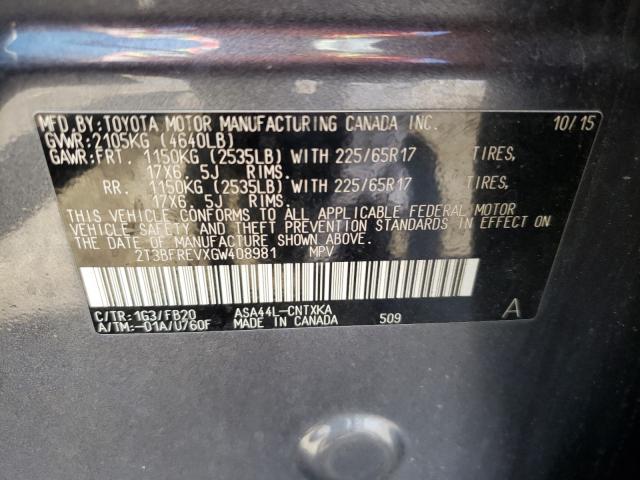 MFD.BY:TOYOTA MOTOR MANUFACTURING CANADA INC. 10/15
GVWR:2105KG (4640LB)
GAWR:FRT. 1150KG (2535LB) WITH 225/65R17 TIRES,
17X6.5J RIMS.
RR. 1150KG (2535LB) WITH 225/65R17 TIRES,
17X6.5J RIMS.
THIS VEHICLE CONFORMS TO ALL APPLICABLE FEDERAL MOTOR
VEHICLE SAFETY AND THEFT PREVENTION STANDARDS IN EFFECT ON
THE DATE OF MANUFACTURE SHOWN ABOVE.
2T3BFREVXGW408981 MPV
C/TR:1G3/FB20 ASA44L-CNTXKA
A/TM:-01A/U760F MADE IN CANADA 509 A